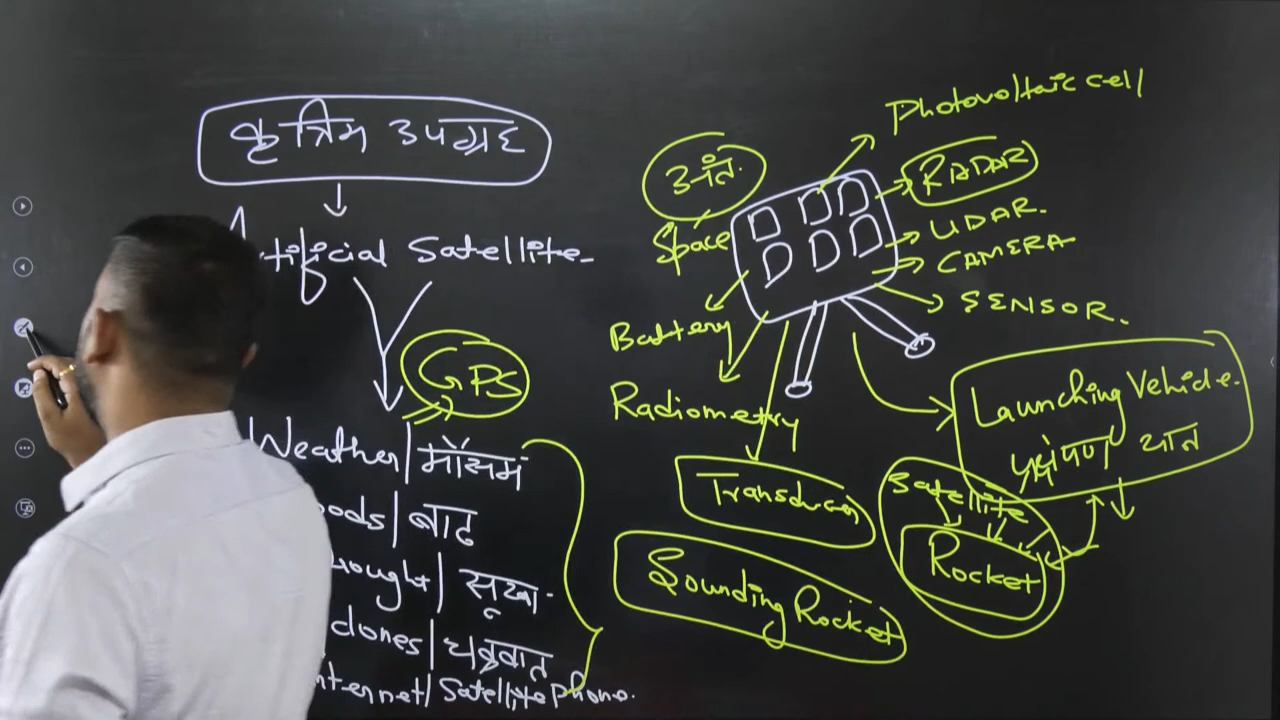 कृत्रिम उपग्रह
Artificial Satellite
GPS
Weather | मौसम
oods | बाढ़
rought | सूखा
clones | चक्रवात
nternet | Satellite phone.
Photovoltaic cell
अंत.
Space
RADAR
LIDAR.
CAMERA
SENSOR.
Battery
Radiometry
Transducer
Launching Vehicle.
प्रक्षेपण यान
Satellite
Rocket
Sounding Rocket